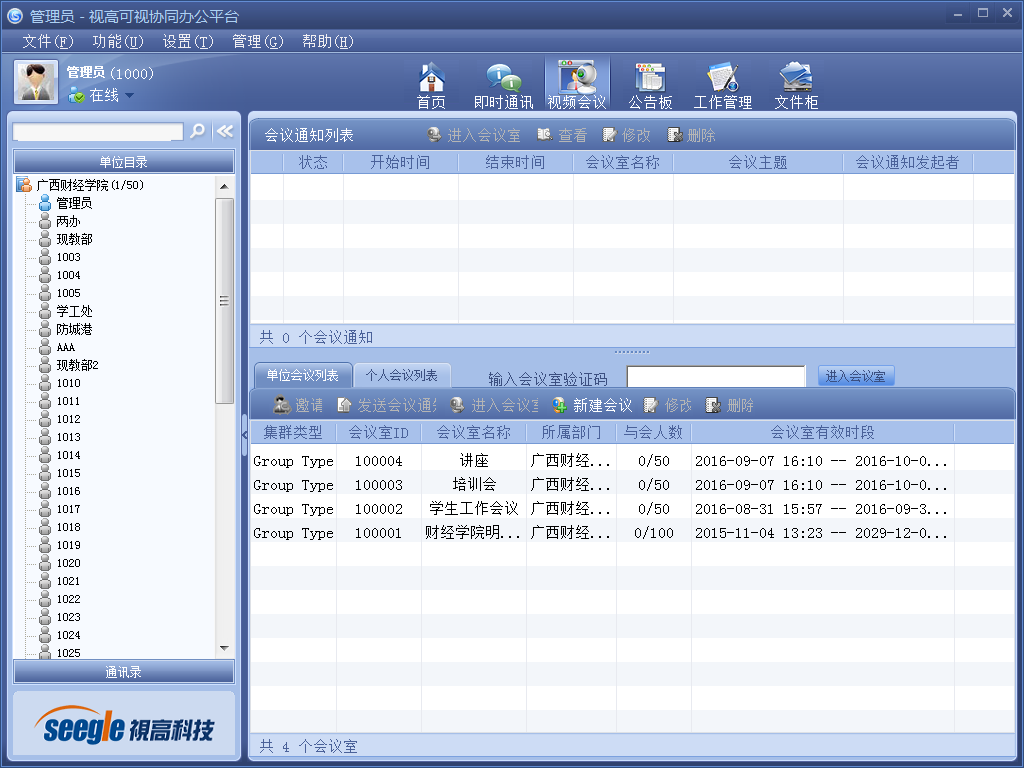 管理员 - 视高可视协同办公平台
文件(F) 功能(U) 设置(T) 管理(G) 帮助(H)
管理员 (1000)
在线
首页 即时通讯 视频会议 公告板 工作管理 文件柜
单位目录
广西财经学院(1/50)
管理员
两办
现教部
1003
1004
1005
学工处
防城港
AAA
现教部2
1010
1011
1012
1013
1014
1015
1016
1017
1018
1019
1020
1021
1022
1023
1024
1025
通讯录
seegle 視高科技
会议通知列表 进入会议室 查看 修改 删除
状态 开始时间 结束时间 会议室名称 会议主题 会议通知发起者
共 0 个会议通知
单位会议列表 个人会议列表 输入会议室验证码 进入会议室
邀请 发送会议通 进入会议 新建会议 修改 删除
集群类型 会议室ID 会议室名称 所属部门 与会人数 会议室有效时段
Group Type 100004 讲座 广西财经... 0/50 2016-09-07 16:10 -- 2016-10-0...
Group Type 100003 培训会 广西财经... 0/50 2016-09-07 16:10 -- 2016-10-0...
Group Type 100002 学生工作会议 广西财经... 0/50 2016-08-31 15:57 -- 2016-09-3...
Group Type 100001 财经学院明... 广西财经... 0/100 2015-11-04 13:23 -- 2029-12-0...
共 4 个会议室